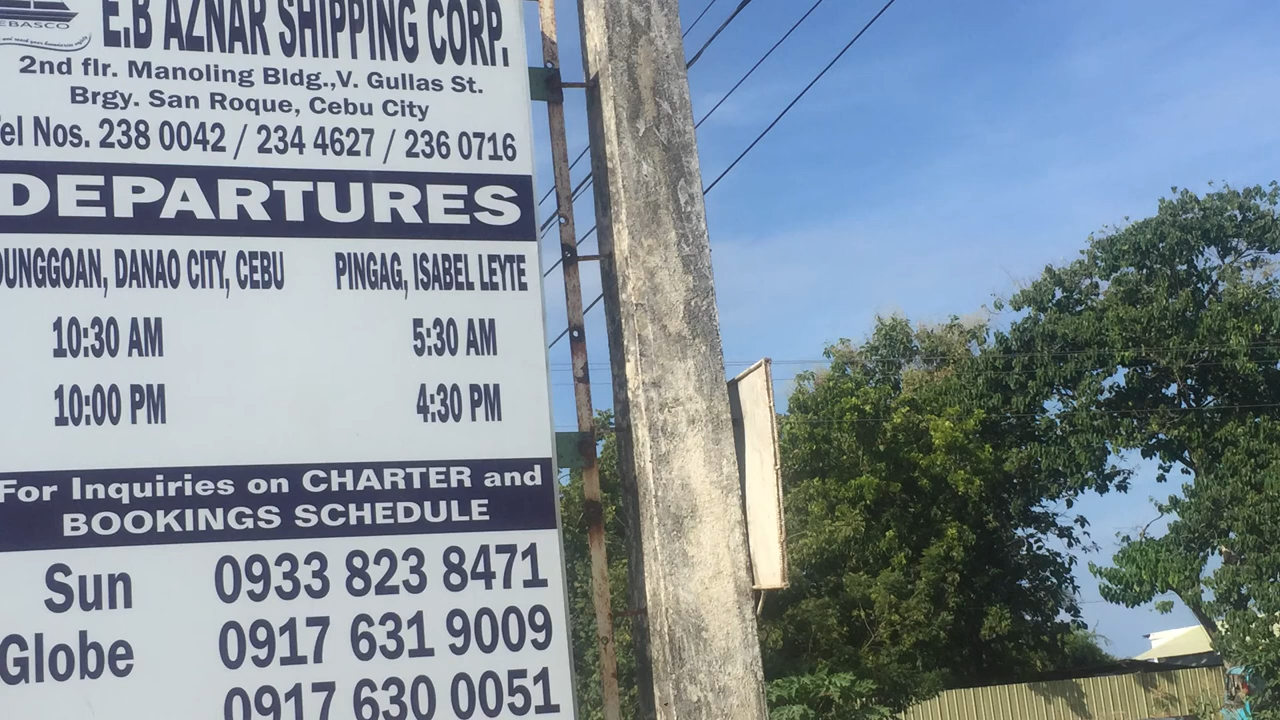 EBASCO
E.B AZNAR SHIPPING CORP.
2nd flr. Manoling Bldg.,V. Gullas St.
Brgy. San Roque, Cebu City
Tel Nos. 238 0042 / 234 4627 / 236 0716
DEPARTURES
DUNGGOAN, DANAO CITY, CEBU PINGAG, ISABEL LEYTE
10:30 AM 5:30 AM
10:00 PM 4:30 PM
For Inquiries on CHARTER and
BOOKINGS SCHEDULE
Sun 0933 823 8471
Globe 0917 631 9009
0917 630 0051